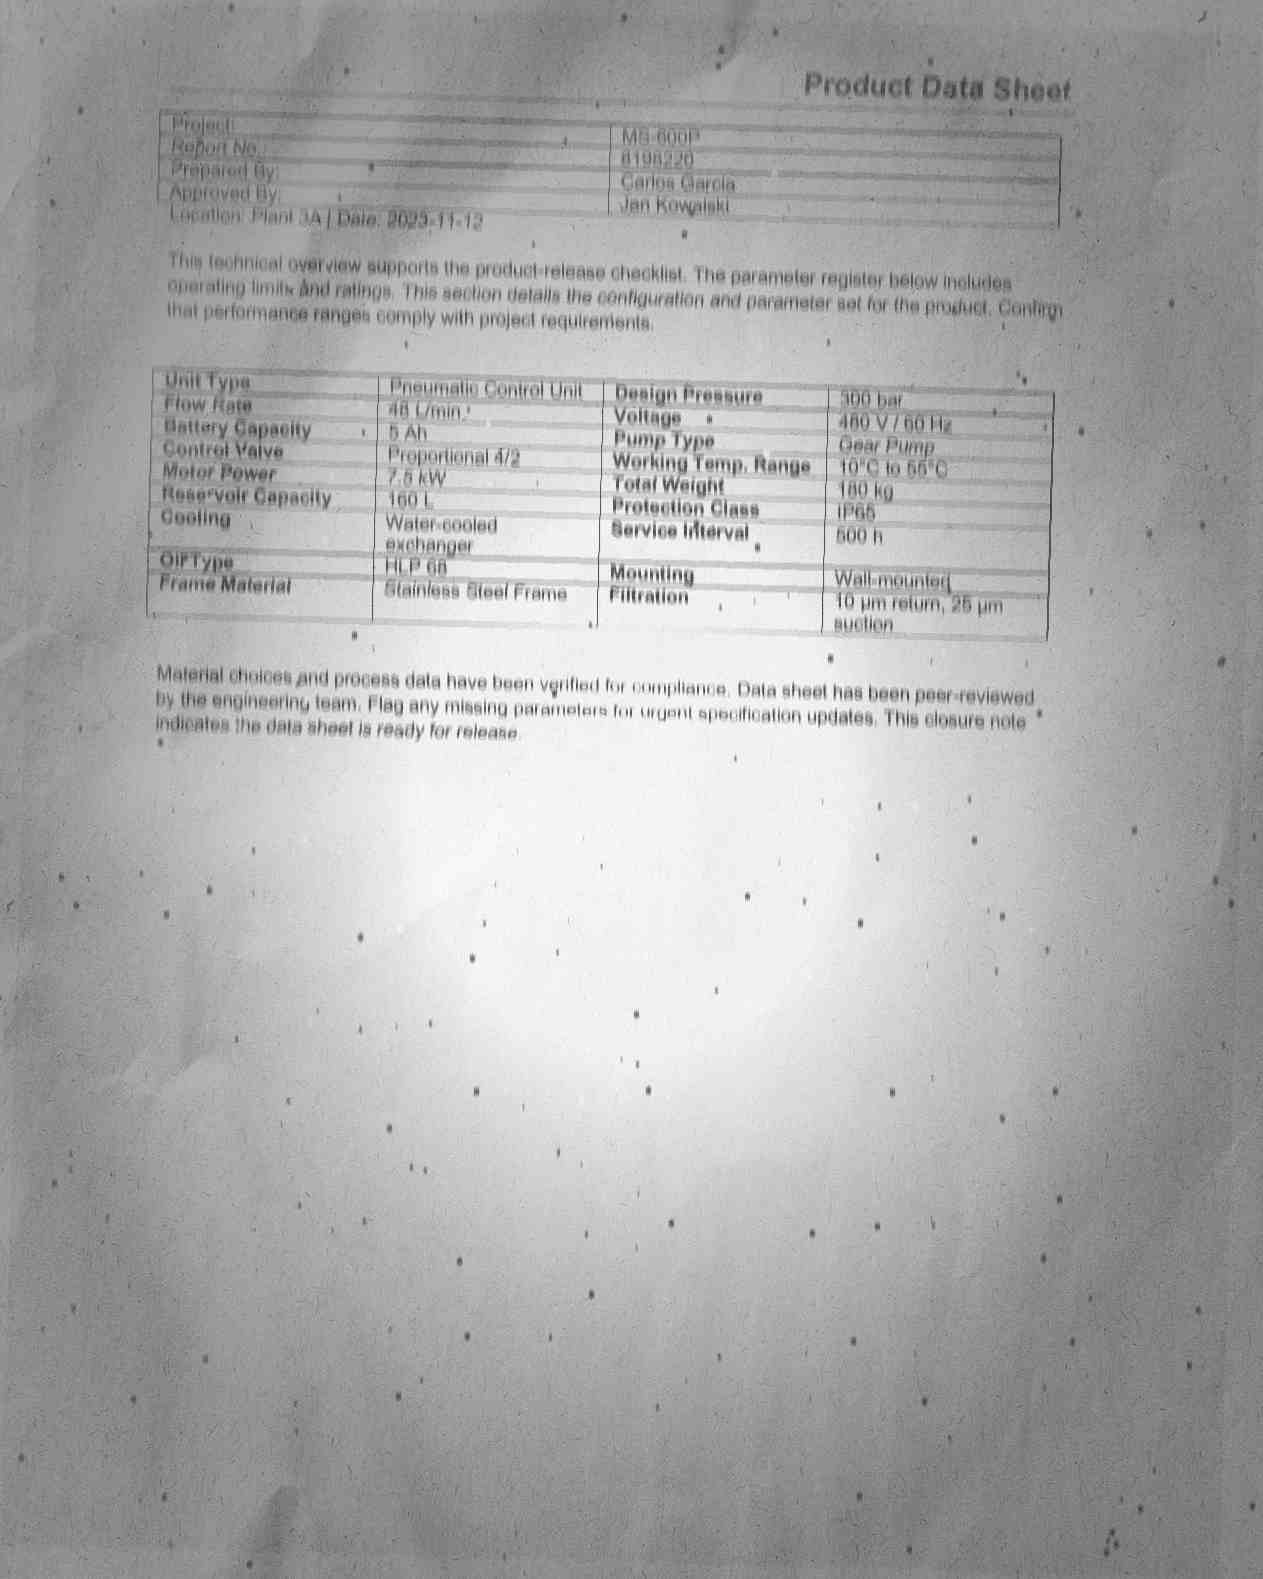 Product Data Sheet
Project: MS-600P
Report No.: 8198220
Prepared By: Carlos Garcia
Approved By: Jan Kowalski
Location: Plant 3A | Date: 2023-11-12
This technical overview supports the product-release checklist. The parameter register below includes
operating limits and ratings. This section details the configuration and parameter set for the product. Confirm
that performance ranges comply with project requirements.
Unit Type Pneumatic Control Unit Design Pressure 300 bar
Flow Rate 48 L/min Voltage 480 V / 60 Hz
Battery Capacity 5 Ah Pump Type Gear Pump
Control Valve Proportional 4/2 Working Temp. Range 10°C to 55°C
Motor Power 7.5 kW Total Weight 180 kg
Reservoir Capacity 160 L Protection Class IP65
Cooling Water-cooled Service Interval 500 h
exchanger
Oil Type HLP 68 Mounting Wall-mounted
Frame Material Stainless Steel Frame Filtration 10 µm return, 25 µm
suction
Material choices and process data have been verified for compliance. Data sheet has been peer-reviewed
by the engineering team. Flag any missing parameters for urgent specification updates. This closure note
indicates the data sheet is ready for release.